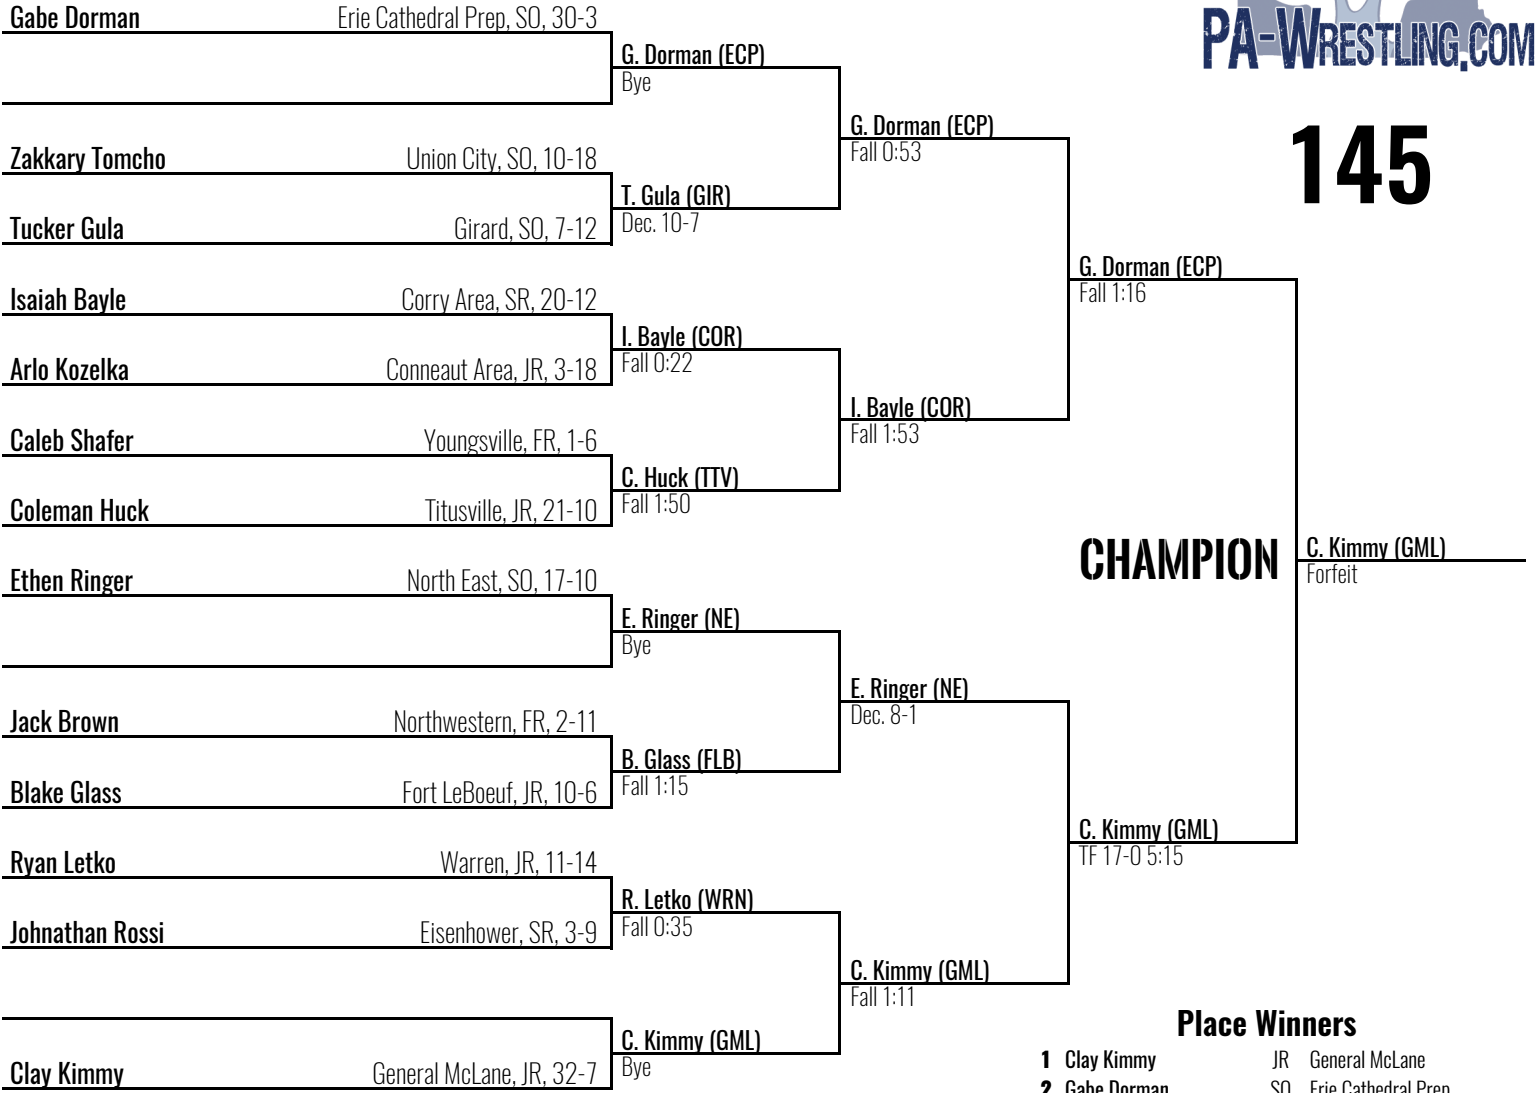 Gabe Dorman Erie Cathedral Prep, SO, 30-3
G. Dorman (ECP)
Bye
PA-WRESTLING.COM
G. Dorman (ECP)
Fall 0:53
145
Zakkary Tomcho Union City, SO, 10-18
T. Gula (GIR)
Dec. 10-7
Tucker Gula Girard, SO, 7-12
G. Dorman (ECP)
Fall 1:16
Isaiah Bayle Corry Area, SR, 20-12
I. Bayle (COR)
Fall 0:22
Arlo Kozelka Conneaut Area, JR, 3-18
I. Bayle (COR)
Fall 1:53
Caleb Shafer Youngsville, FR, 1-6
C. Huck (TTV)
Fall 1:50
Coleman Huck Titusville, JR, 21-10
CHAMPION C. Kimmy (GML)
Forfeit
Ethen Ringer North East, SO, 17-10
E. Ringer (NE)
Bye
E. Ringer (NE)
Dec. 8-1
Jack Brown Northwestern, FR, 2-11
B. Glass (FLB)
Fall 1:15
Blake Glass Fort LeBoeuf, JR, 10-6
C. Kimmy (GML)
TF 17-0 5:15
Ryan Letko Warren, JR, 11-14
R. Letko (WRN)
Fall 0:35
Johnathan Rossi Eisenhower, SR, 3-9
C. Kimmy (GML)
Fall 1:11
C. Kimmy (GML)
Bye
Clay Kimmy General McLane, JR, 32-7
Place Winners
1 Clay Kimmy JR General McLane
2 Gabe Dorman SO Erie Cathedral Prep